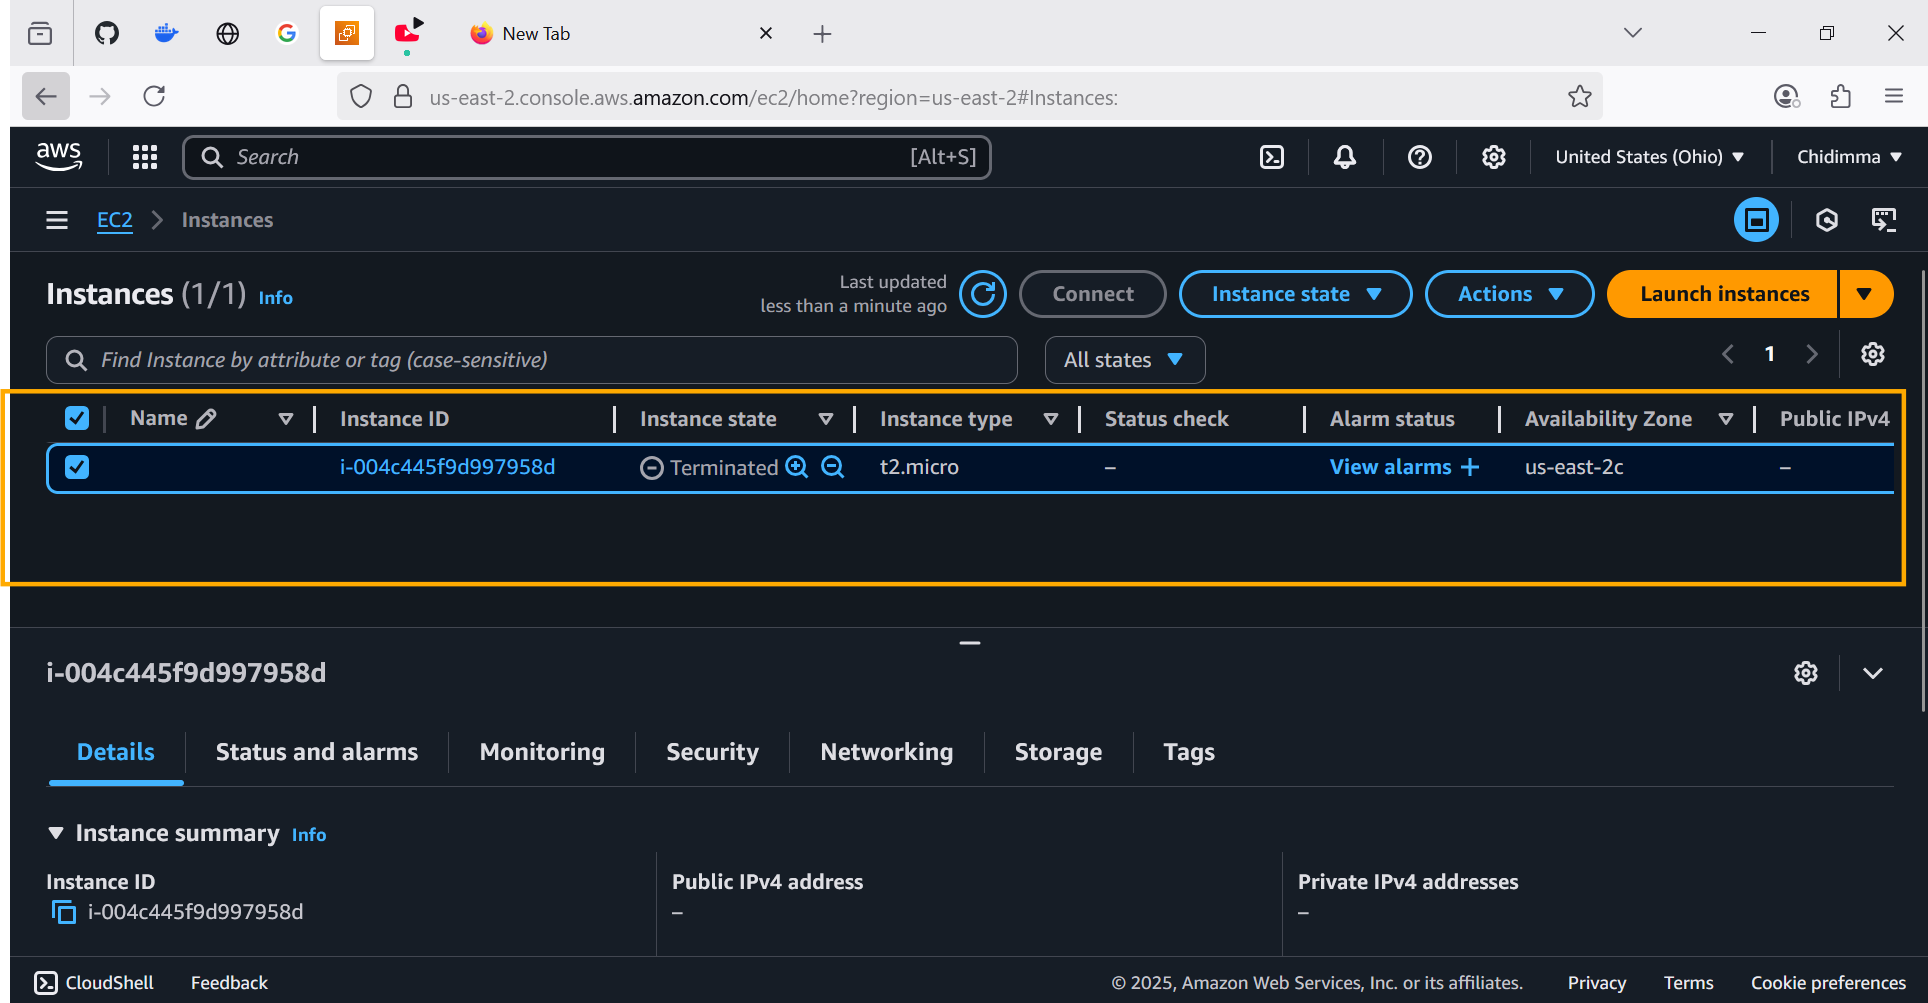 New Tab
us-east-2.console.aws.amazon.com/ec2/home?region=us-east-2#Instances:
aws
Search
[Alt+S]
United States (Ohio)
Chidimma
EC2
Instances
Instances (1/1) Info
Last updated
less than a minute ago
Connect
Instance state
Actions
Launch instances
Find Instance by attribute or tag (case-sensitive)
All states
1
Name
Instance ID
Instance state
Instance type
Status check
Alarm status
Availability Zone
Public IPv4
i-004c445f9d997958d
Terminated
t2.micro
–
View alarms +
us-east-2c
–
i-004c445f9d997958d
Details
Status and alarms
Monitoring
Security
Networking
Storage
Tags
Instance summary Info
Instance ID
i-004c445f9d997958d
Public IPv4 address
–
Private IPv4 addresses
–
CloudShell
Feedback
© 2025, Amazon Web Services, Inc. or its affiliates.
Privacy
Terms
Cookie preferences